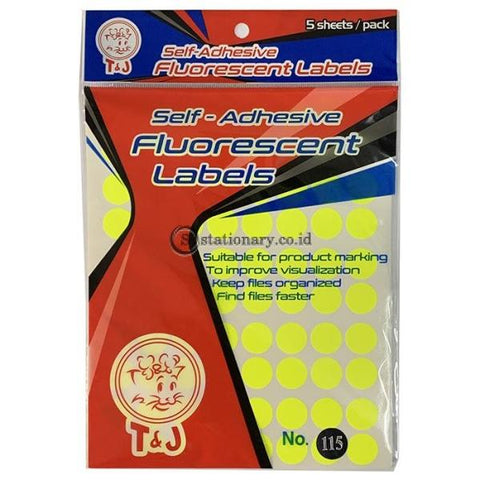 5 sheets / pack
Self-Adhesive
Fluorescent Labels
T&J
Self - Adhesive
Fluorescent
Labels
stationary.co.id
Suitable for product marking
To improve visualization
Keep files organized
Find files faster
T&J
No. 115